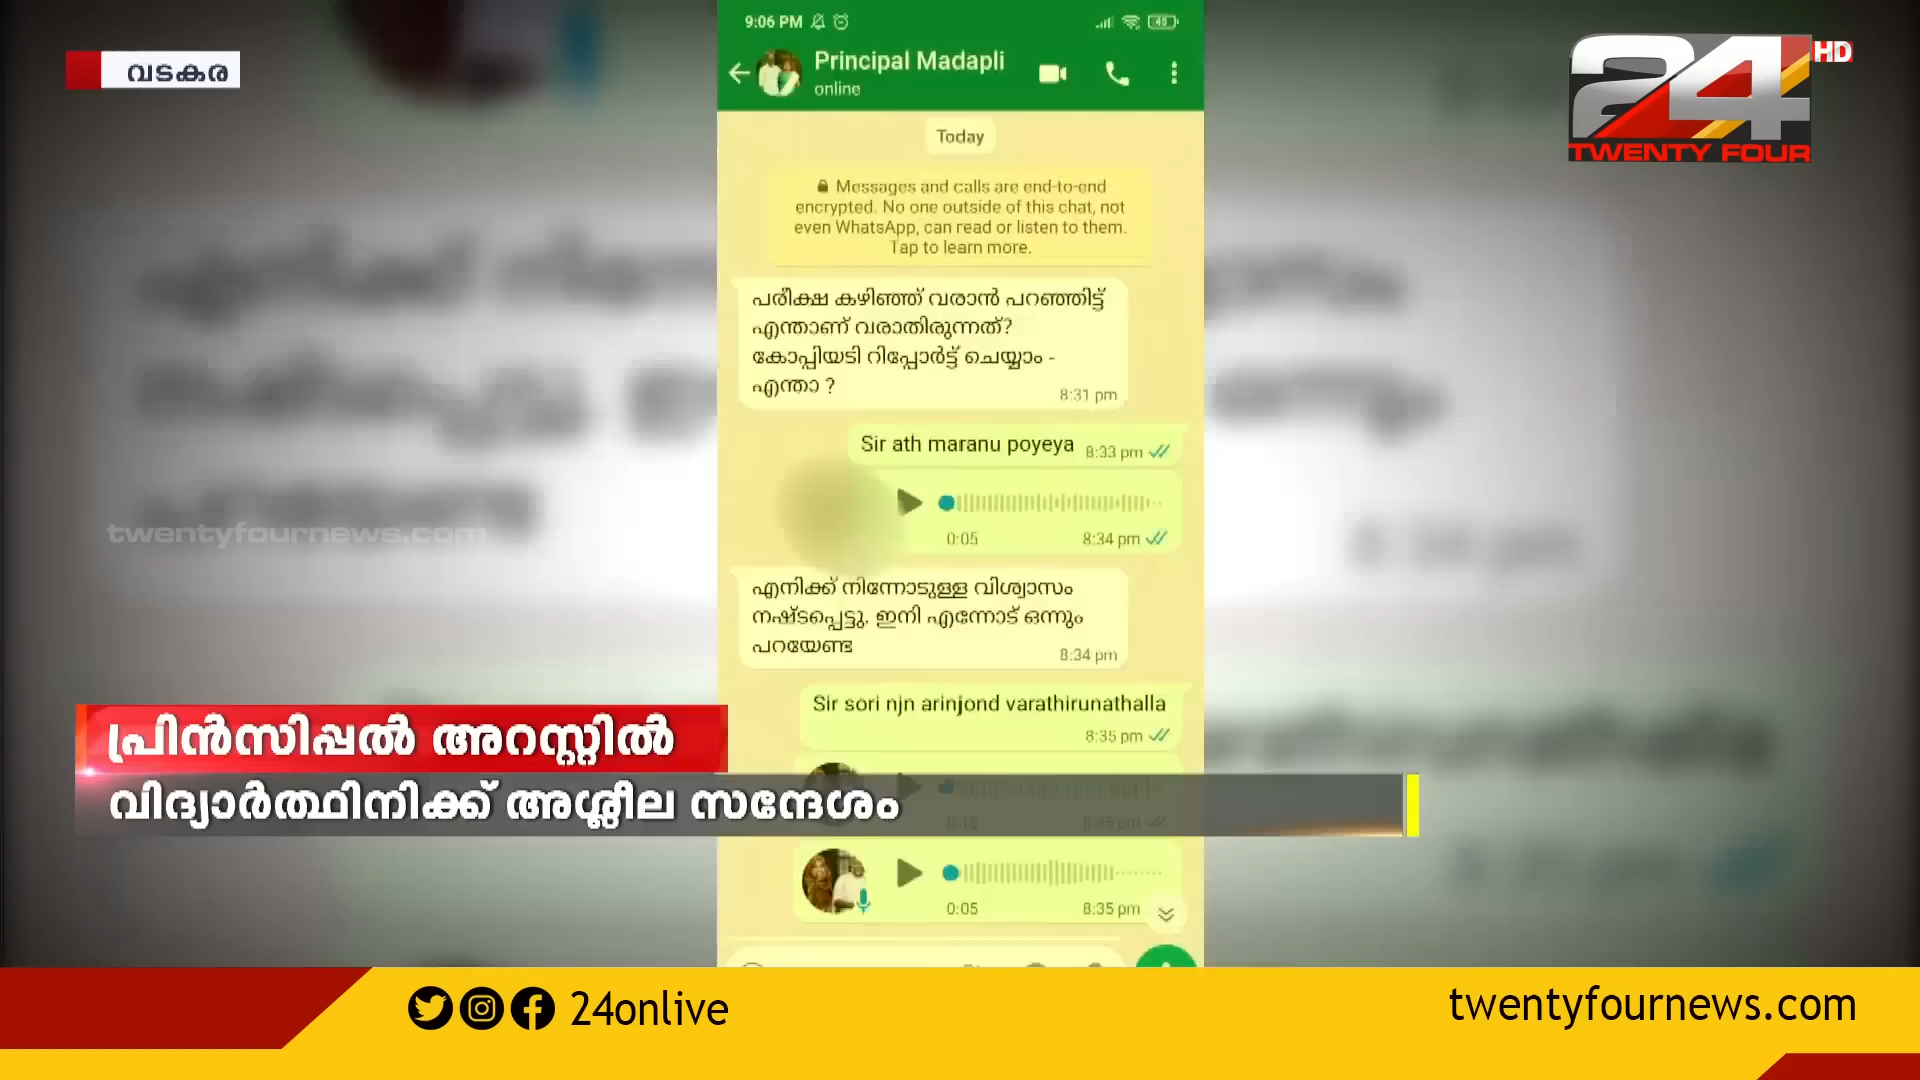 വടകര
24 HD
TWENTY FOUR
9:06 PM
40
Principal Madapli
online
Today
Messages and calls are end-to-end
encrypted. No one outside of this chat, not
even WhatsApp, can read or listen to them.
Tap to learn more.
പരീക്ഷ കഴിഞ്ഞ് വരാൻ പറഞ്ഞിട്ട്
എന്താണ് വരാതിരുന്നത്?
കോപ്പിയടി റിപ്പോർട്ട് ചെയ്യാം -
എന്താ ?
8:31 pm
Sir ath maranu poyeya
8:33 pm
twentyfournews.com
0:05
8:34 pm
എനിക്ക് നിന്നോടുള്ള വിശ്വാസം
നഷ്ടപ്പെട്ടു. ഇനി എന്നോട് ഒന്നും
പറയേണ്ട
8:34 pm
Sir sori njn arinjond varathirunathalla
8:35 pm
പ്രിൻസിപ്പൽ അറസ്റ്റിൽ
വിദ്യാർത്ഥിനിക്ക് അശ്ലീല സന്ദേശം
8:35 pm
0:05
8:35 pm
24onlive
twentyfournews.com